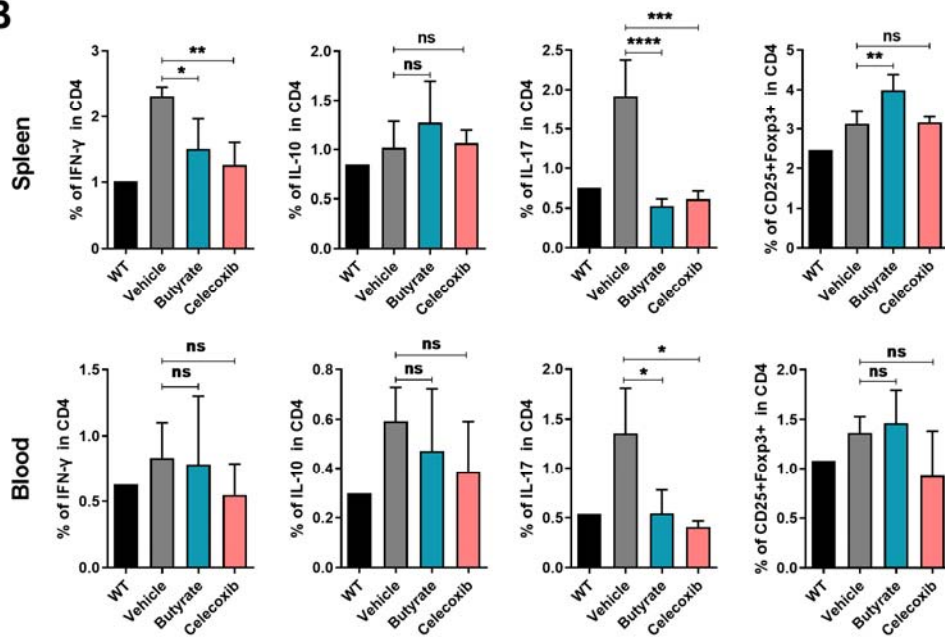 B
Spleen
% of IFN-γ in CD4
3
2
1
0
**
*
WT
Vehicle
Butyrate
Celecoxib
% of IL-10 in CD4
2.0
1.5
1.0
0.5
0.0
ns
ns
WT
Vehicle
Butyrate
Celecoxib
% of IL-17 in CD4
2.5
2.0
1.5
1.0
0.5
0.0
***
****
WT
Vehicle
Butyrate
Celecoxib
% of CD25+Foxp3+ in CD4
5
4
3
2
1
0
ns
**
WT
Vehicle
Butyrate
Celecoxib
Blood
% of IFN-γ in CD4
1.5
1.0
0.5
0.0
ns
ns
WT
Vehicle
Butyrate
Celecoxib
% of IL-10 in CD4
0.8
0.6
0.4
0.2
0.0
ns
ns
WT
Vehicle
Butyrate
Celecoxib
% of IL-17 in CD4
2.0
1.5
1.0
0.5
0.0
*
*
WT
Vehicle
Butyrate
Celecoxib
% of CD25+Foxp3+ in CD4
2.0
1.5
1.0
0.5
0.0
ns
ns
WT
Vehicle
Butyrate
Celecoxib